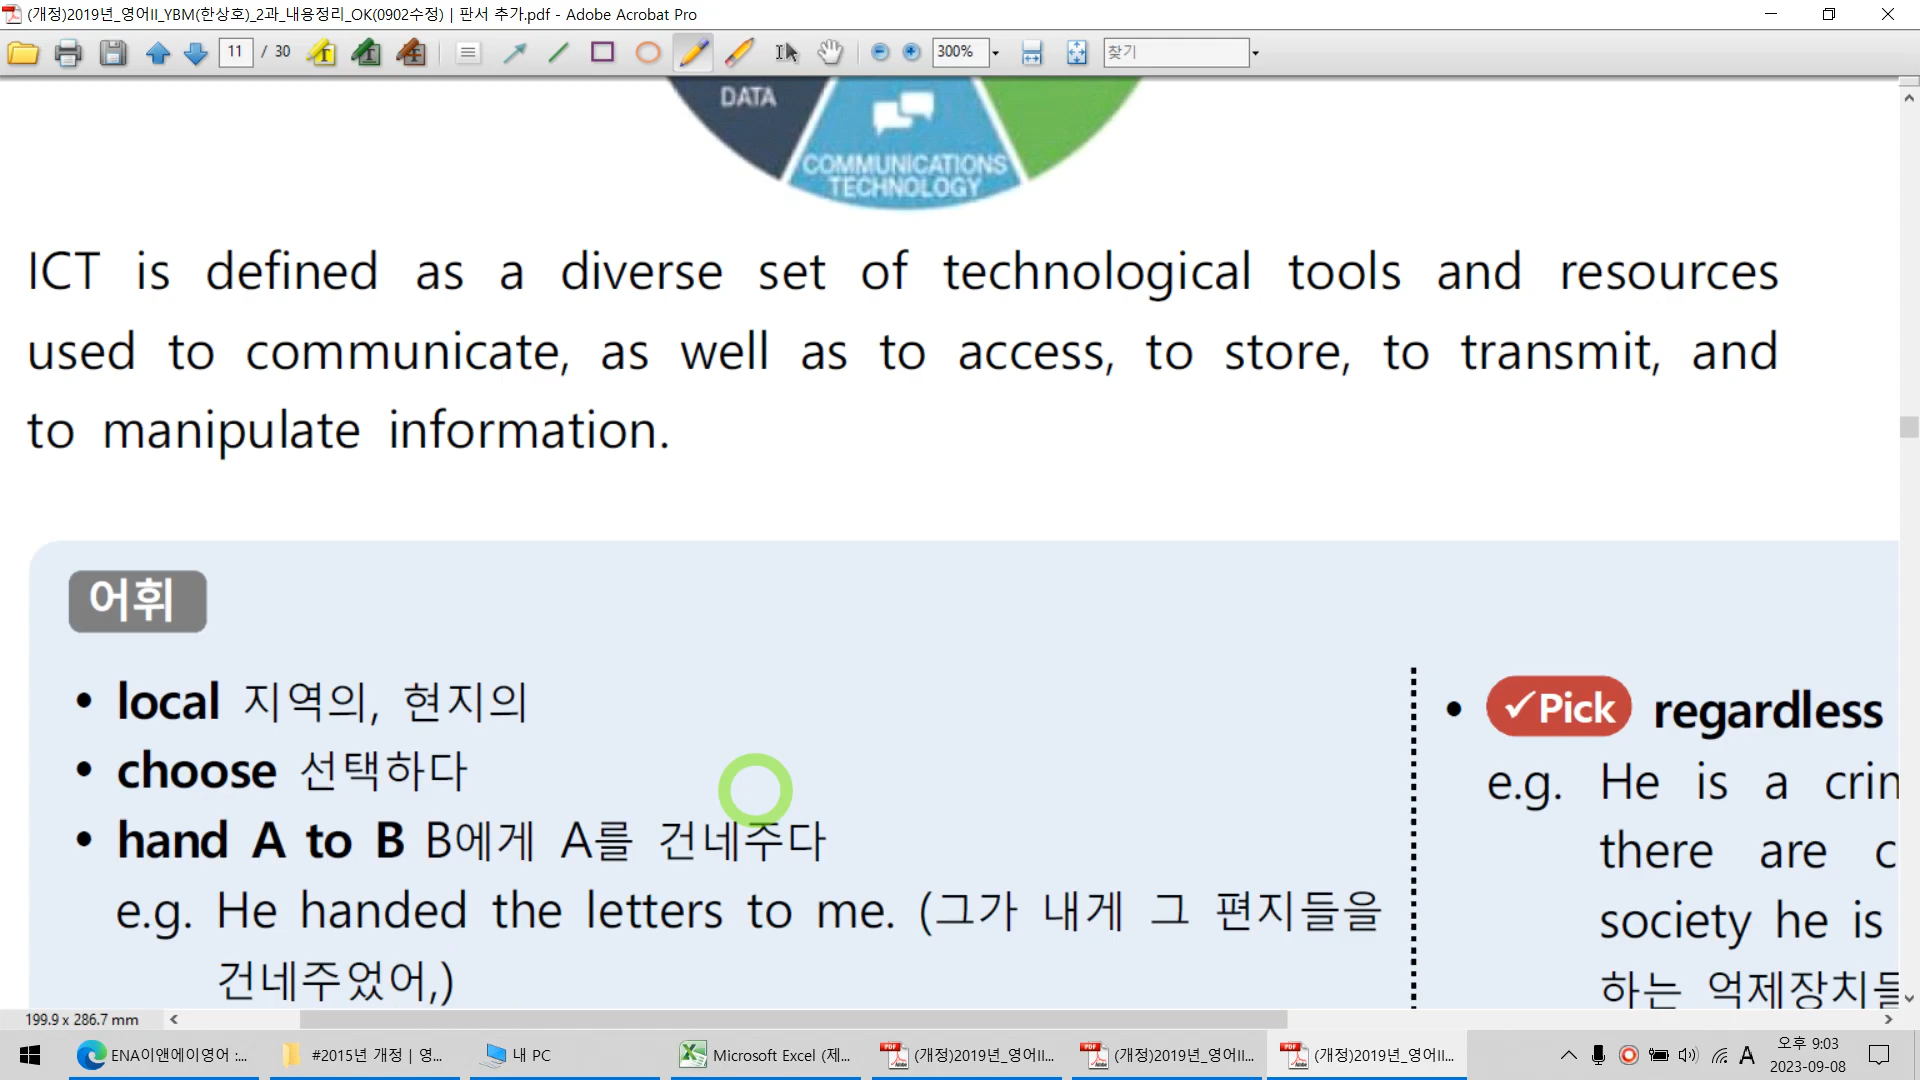 (개정)2019년_영어II_YBM(한상호)_2과_내용정리_OK(0902수정) | 판서 추가.pdf - Adobe Acrobat Pro
11 / 30
300%
찾기
DATA
COMMUNICATIONS
TECHNOLOGY
ICT is defined as a diverse set of technological tools and resources
used to communicate, as well as to access, to store, to transmit, and
to manipulate information.
어휘
• local 지역의, 현지의
• choose 선택하다
• hand A to B B에게 A를 건네주다
e.g. He handed the letters to me. (그가 내게 그 편지들을
건네주었어,)
• ✓Pick regardless
e.g. He is a crin
there are c
society he is
하는 억제장치들
199.9 x 286.7 mm
ENA이앤에이영어 :...
#2015년 개정 | 영...
내 PC
Microsoft Excel (제...
(개정)2019년_영어II...
(개정)2019년_영어II...
(개정)2019년_영어II...
A
오후 9:03
2023-09-08